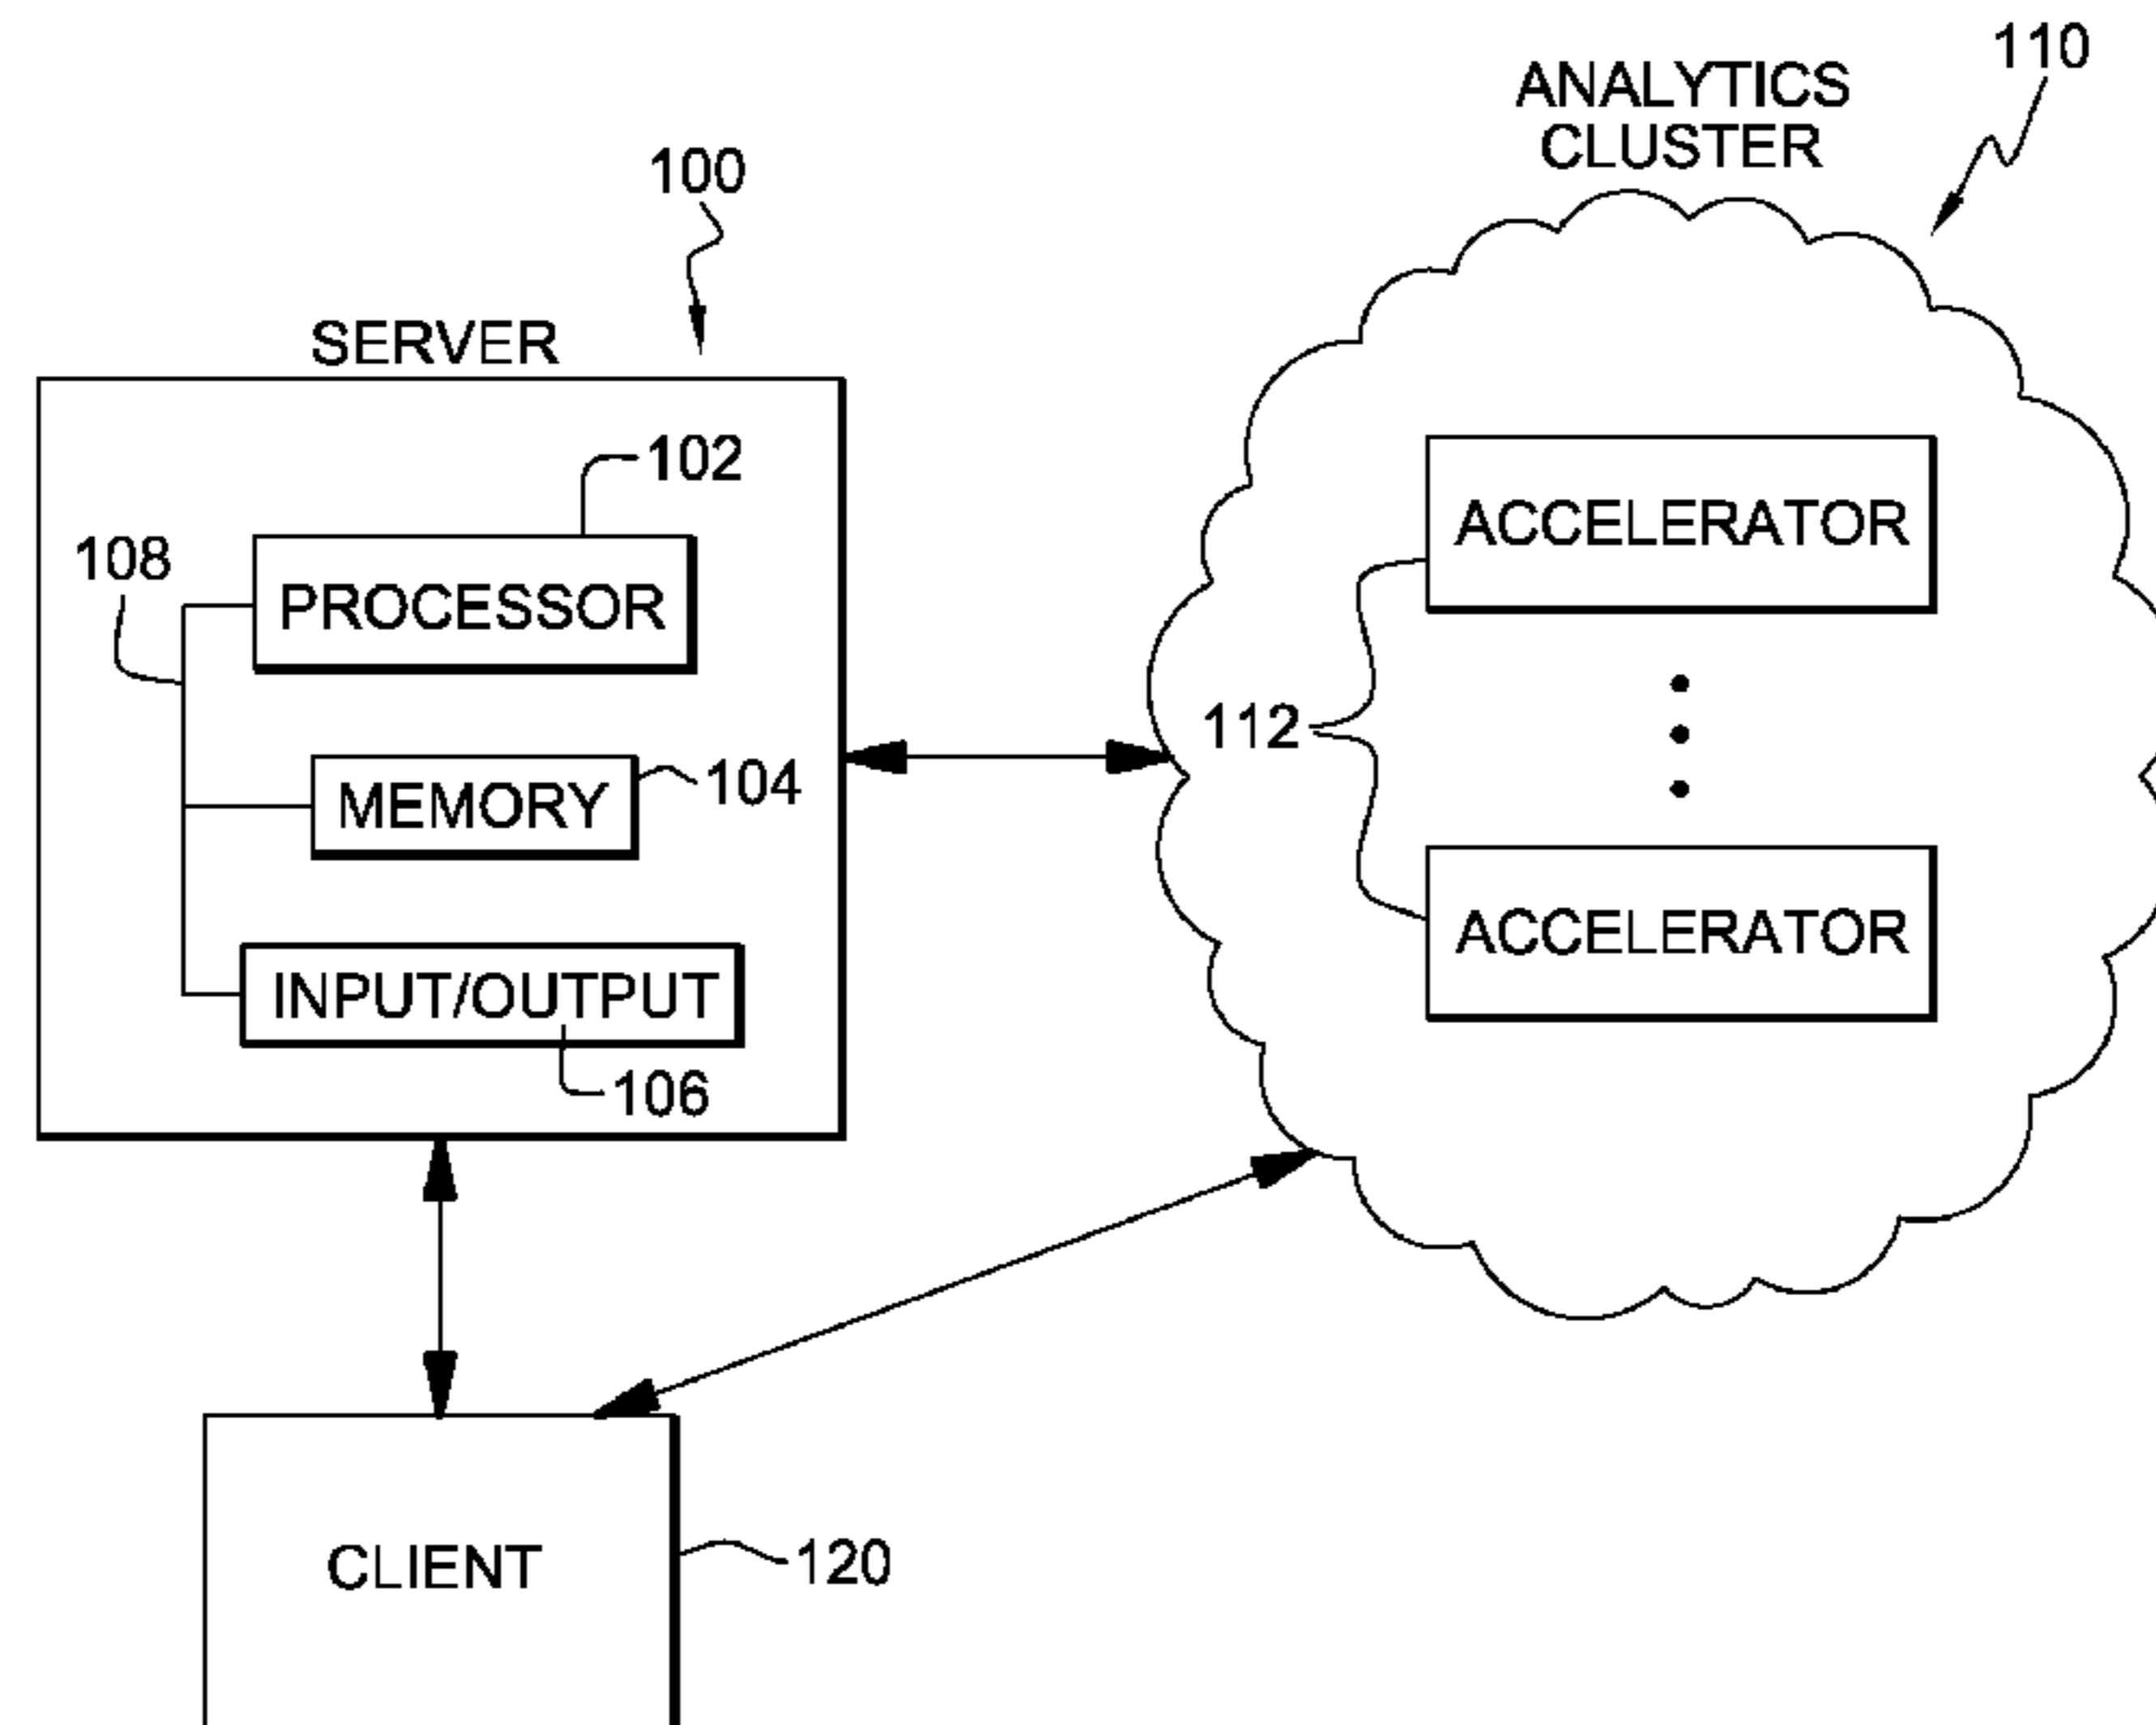 110
ANALYTICS
CLUSTER
100
SERVER
102
PROCESSOR
108
ACCELERATOR
112
MEMORY
104
ACCELERATOR
INPUT/OUTPUT
106
CLIENT
120